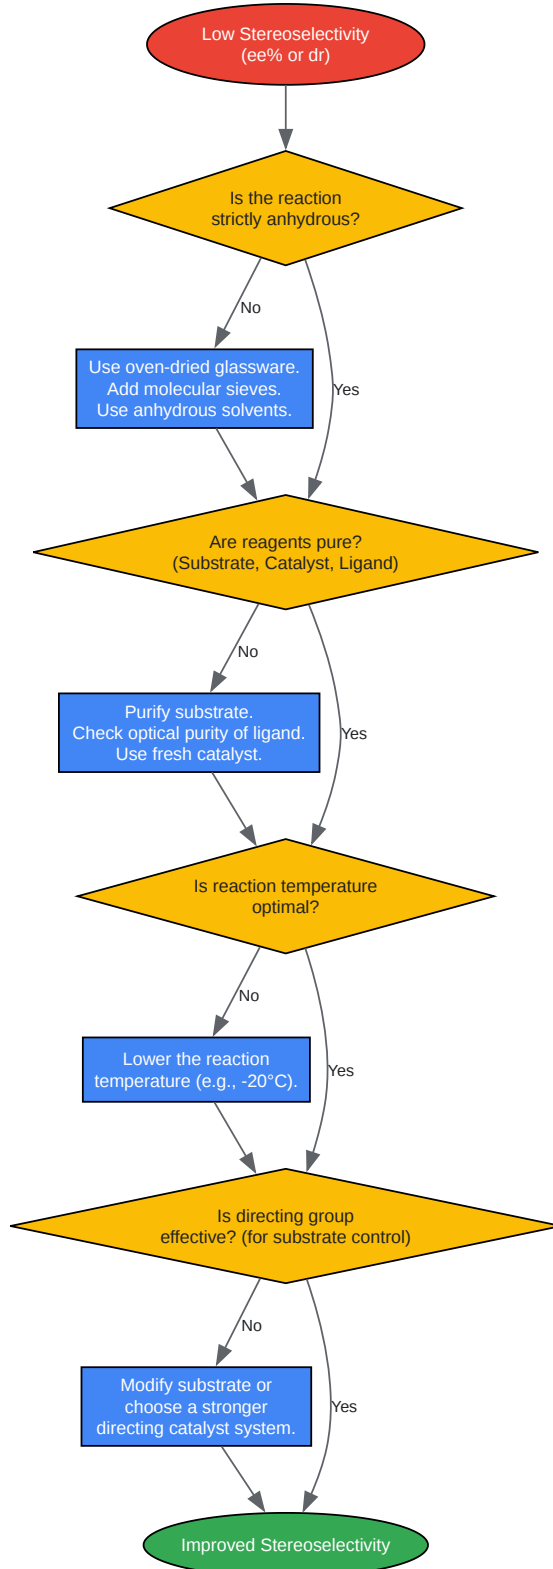 Low Stereoselectivity
(ee% or dr)
Is the reaction
strictly anhydrous?
No
Use oven-dried glassware.
Add molecular sieves.
Use anhydrous solvents.
Yes
Are reagents pure?
(Substrate, Catalyst, Ligand)
No
Purify substrate.
Check optical purity of ligand.
Use fresh catalyst.
Yes
Is reaction temperature
optimal?
No
Lower the reaction
temperature (e.g., -20°C).
Yes
Is directing group
effective? (for substrate control)
No
Modify substrate or
choose a stronger
directing catalyst system.
Yes
Improved Stereoselectivity